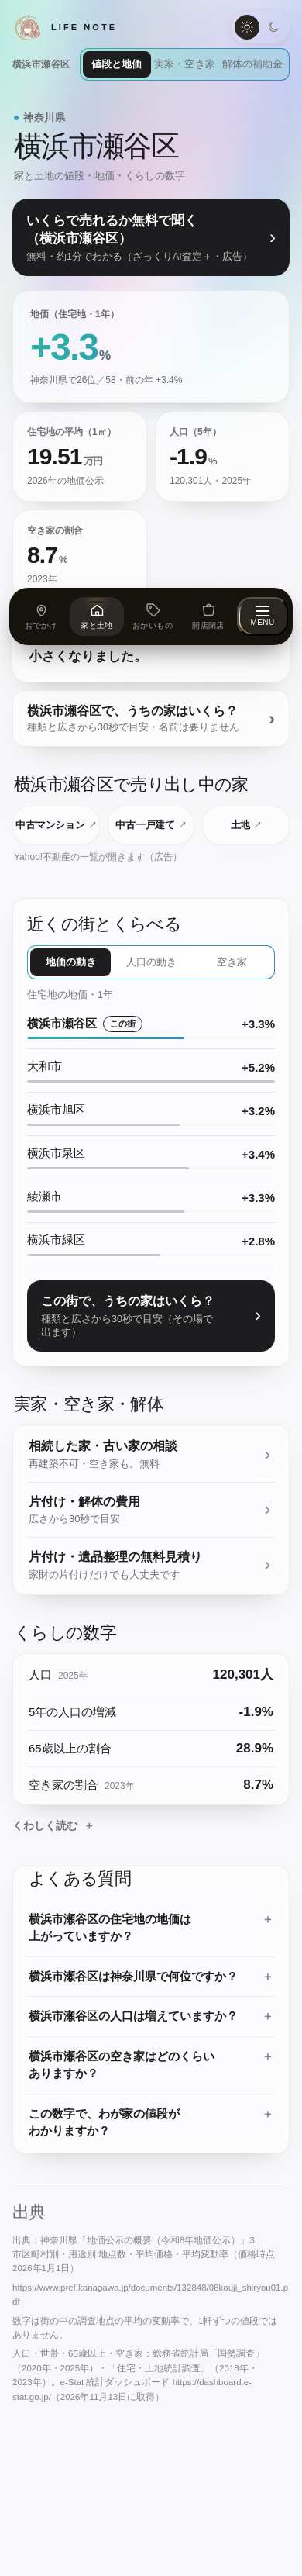 LIFE NOTE
横浜市瀬谷区
値段と地価
実家・空き家
解体の補助金
神奈川県
横浜市瀬谷区
家と土地の値段・地価・くらしの数字
いくらで売れるか無料で聞く
（横浜市瀬谷区）
無料・約1分でわかる（ざっくりAI査定＋・広告）
›
地価（住宅地・1年）
+3.3%
神奈川県で26位／58・前の年 +3.4%
住宅地の平均（1㎡）
19.51万円
2026年の地価公示
人口（5年）
-1.9%
120,301人・2025年
空き家の割合
8.7%
2023年
おでかけ
家と土地
おかいもの
開店閉店
MENU
小さくなりました。
横浜市瀬谷区で、うちの家はいくら？
種類と広さから30秒で目安・名前は要りません
›
横浜市瀬谷区で売り出し中の家
中古マンション ↗
中古一戸建て ↗
土地 ↗
Yahoo!不動産の一覧が開きます（広告）
近くの街とくらべる
地価の動き
人口の動き
空き家
住宅地の地価・1年
横浜市瀬谷区 この街 +3.3%
大和市 +5.2%
横浜市旭区 +3.2%
横浜市泉区 +3.4%
綾瀬市 +3.3%
横浜市緑区 +2.8%
この街で、うちの家はいくら？
種類と広さから30秒で目安（その場で
出ます）
›
実家・空き家・解体
相続した家・古い家の相談
再建築不可・空き家も。無料
›
片付け・解体の費用
広さから30秒で目安
›
片付け・遺品整理の無料見積り
家財の片付けだけでも大丈夫です
›
くらしの数字
人口 2025年 120,301人
5年の人口の増減 -1.9%
65歳以上の割合 28.9%
空き家の割合 2023年 8.7%
くわしく読む ＋
よくある質問
横浜市瀬谷区の住宅地の地価は
上がっていますか？
＋
横浜市瀬谷区は神奈川県で何位ですか？ ＋
横浜市瀬谷区の人口は増えていますか？ ＋
横浜市瀬谷区の空き家はどのくらい
ありますか？
＋
この数字で、わが家の値段が
わかりますか？
＋
出典
出典：神奈川県「地価公示の概要（令和8年地価公示）」3
市区町村別・用途別 地点数・平均価格・平均変動率（価格時点
2026年1月1日）
https://www.pref.kanagawa.jp/documents/132848/08kouji_shiryou01.p
df
数字は街の中の調査地点の平均の変動率で、1軒ずつの値段では
ありません。
人口・世帯・65歳以上・空き家：総務省統計局「国勢調査」
（2020年・2025年）・「住宅・土地統計調査」（2018年・
2023年）。e-Stat 統計ダッシュボード https://dashboard.e-
stat.go.jp/（2026年11月13日に取得）